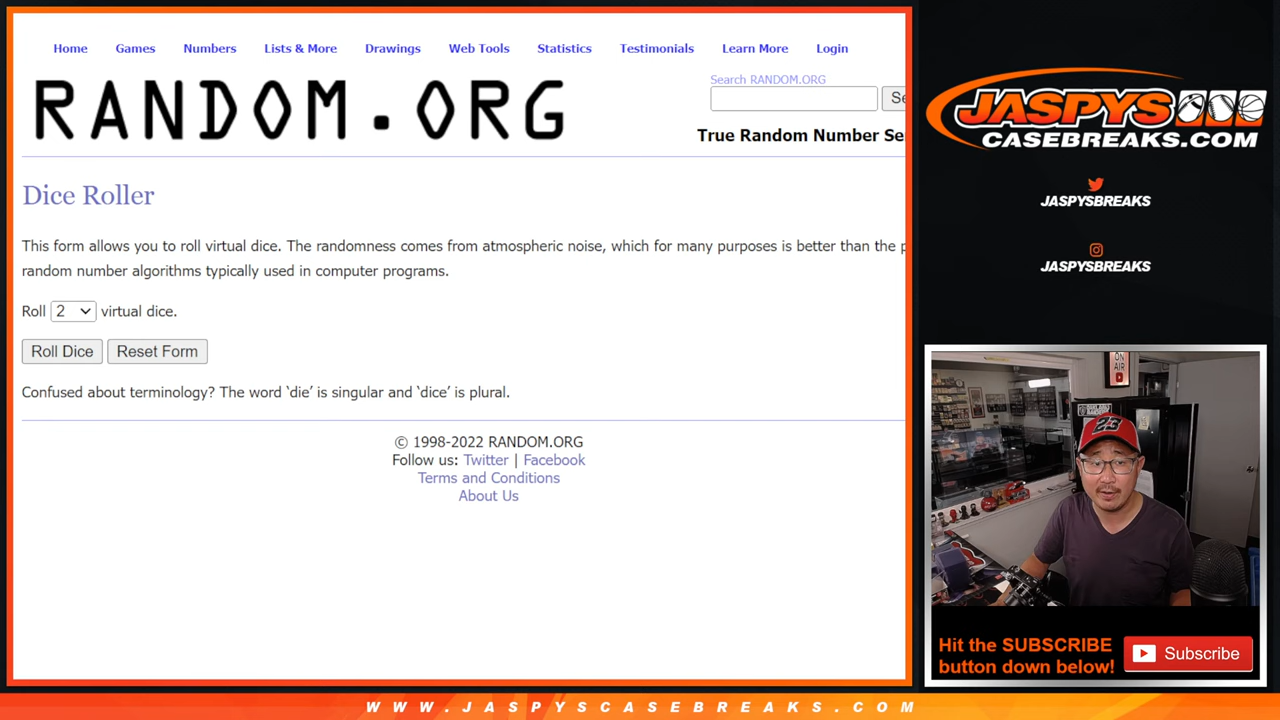 Home Games Numbers Lists & More Drawings Web Tools Statistics Testimonials Learn More Login
RANDOM.ORG
Search RANDOM.ORG
Se
True Random Number Se
Dice Roller
This form allows you to roll virtual dice. The randomness comes from atmospheric noise, which for many purposes is better than the p
random number algorithms typically used in computer programs.
Roll 2 virtual dice.
Roll Dice Reset Form
Confused about terminology? The word ‘die’ is singular and ‘dice’ is plural.
© 1998-2022 RANDOM.ORG
Follow us: Twitter | Facebook
Terms and Conditions
About Us
JASPYS
CASEBREAKS.COM
JASPYSBREAKS
JASPYSBREAKS
ON
AIR
23
Hit the SUBSCRIBE
button down below!
Subscribe
WWW.JASPYSCASEBREAKS.COM